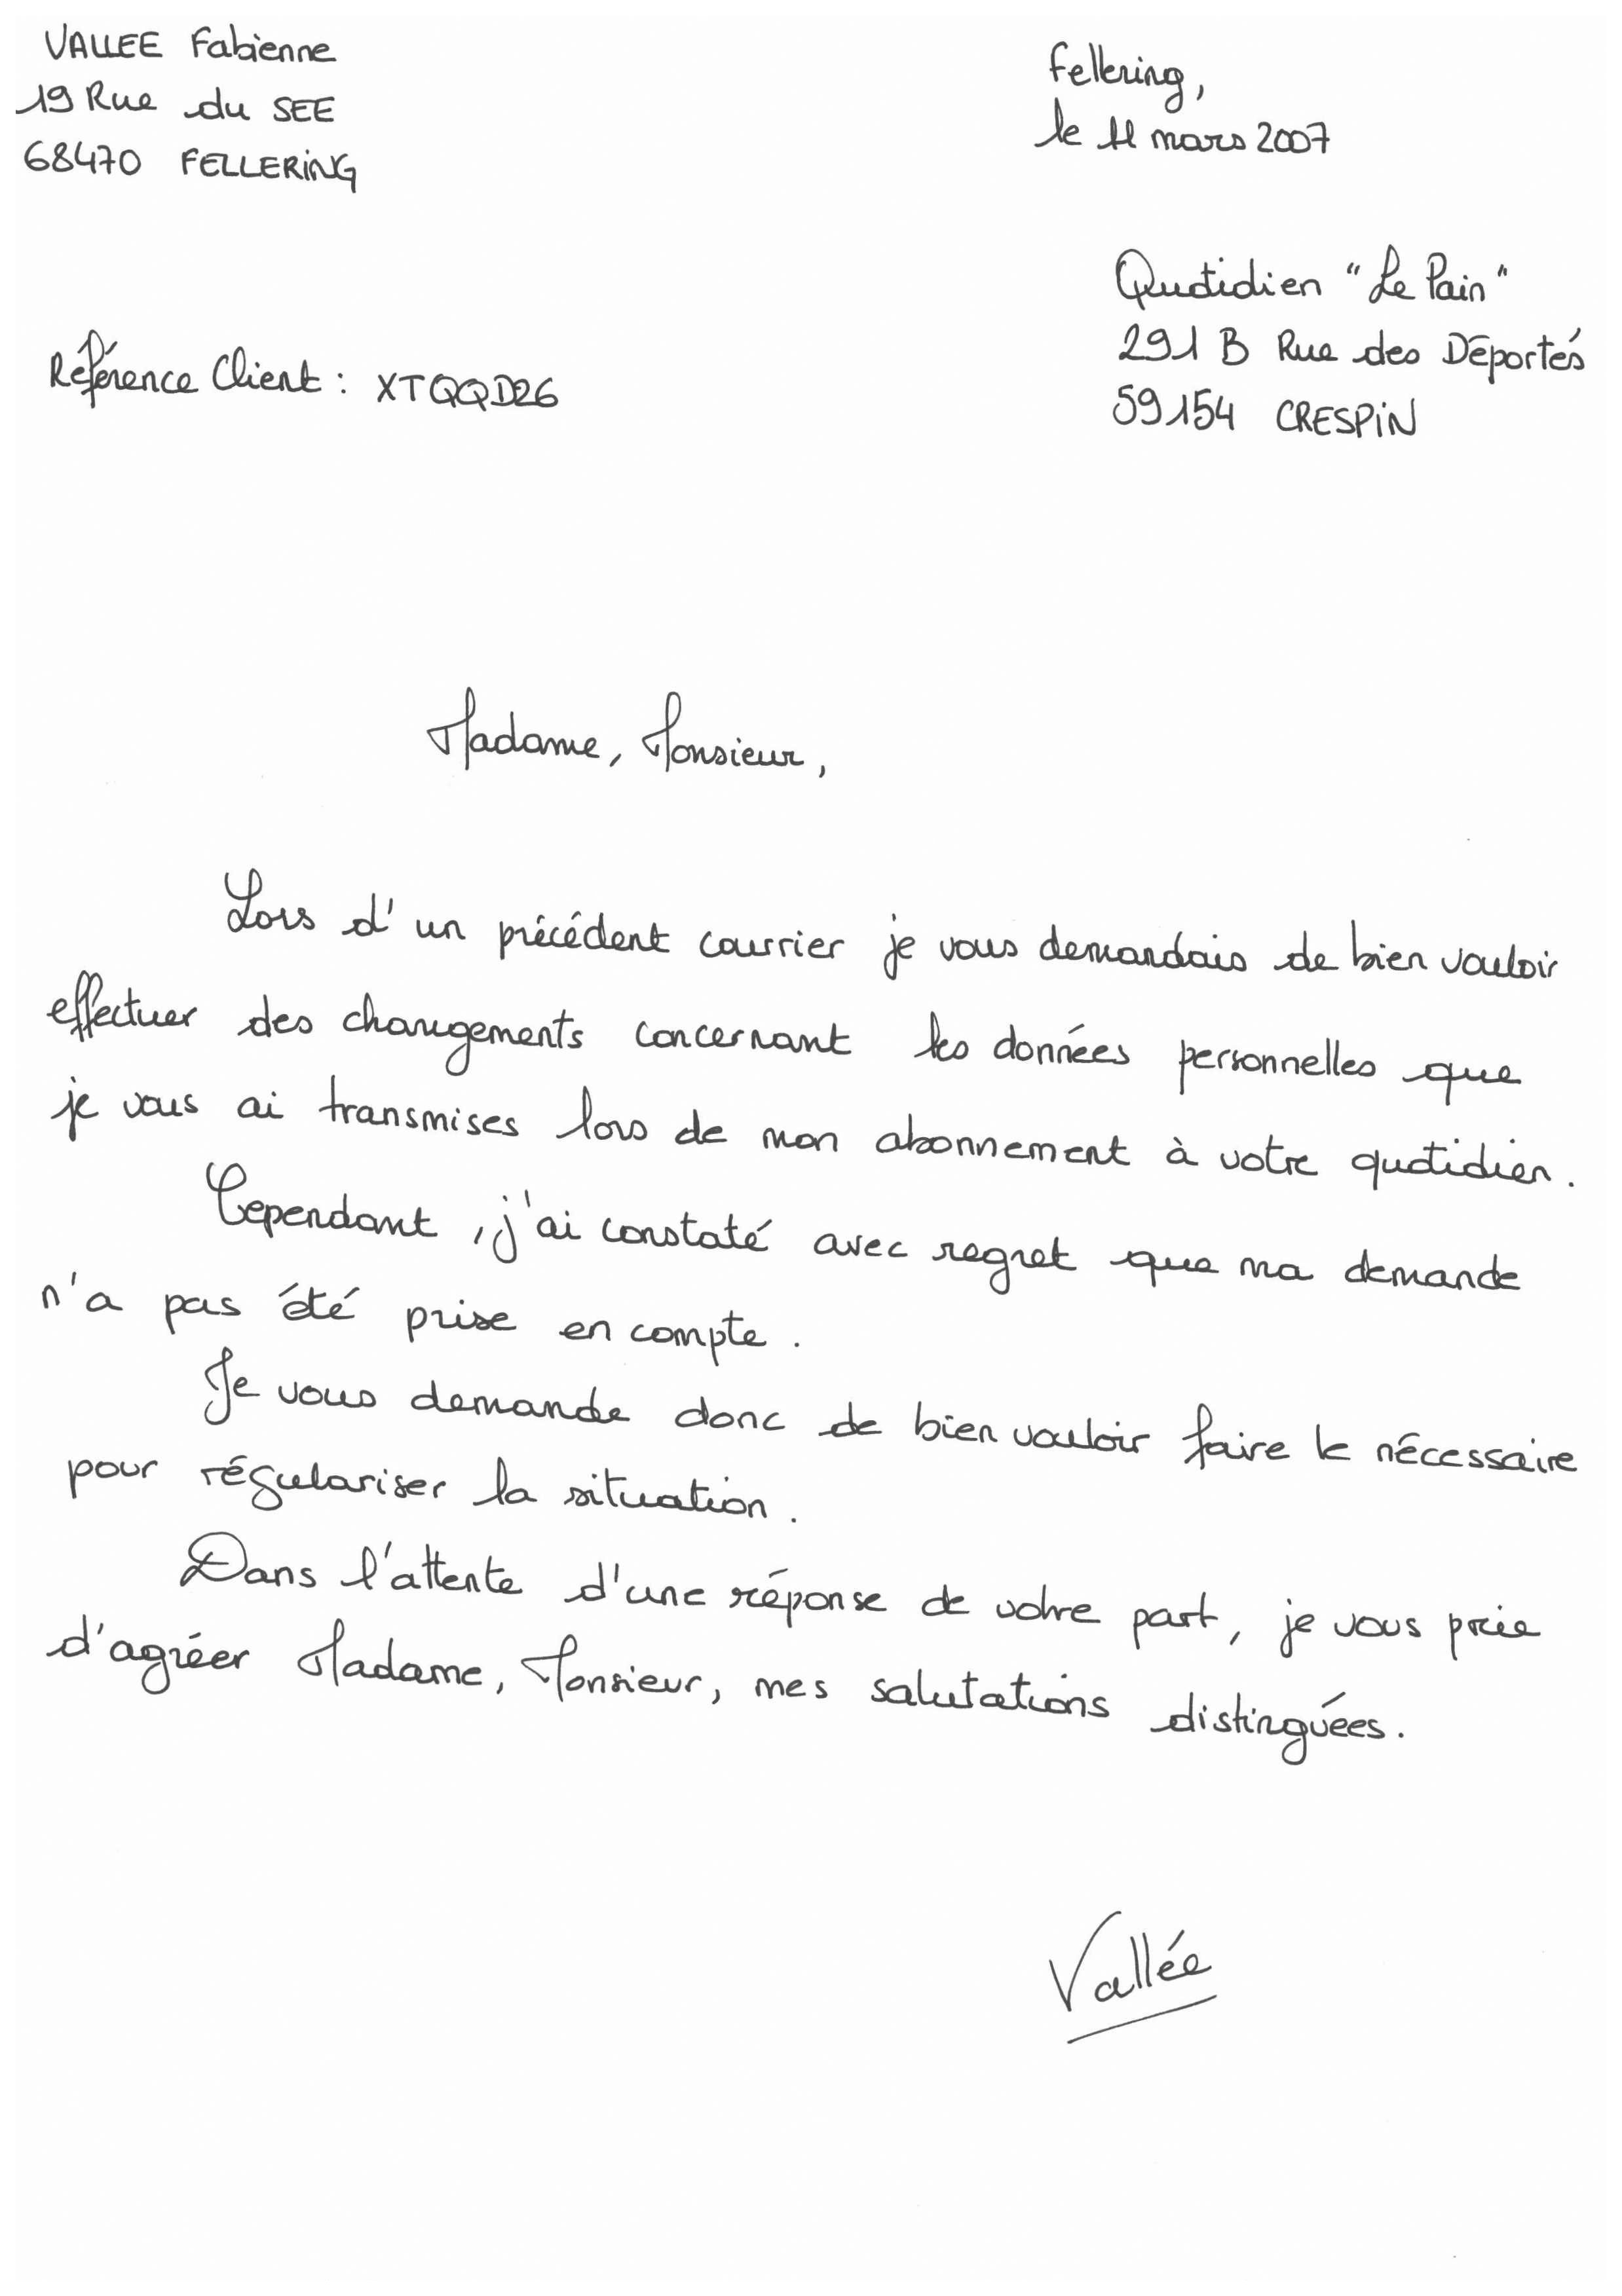 VALLEE Fabienne
19 Rue du SEE
68470 FELLERING
Fellering,
le 11 mars 2007
Quotidien "Le Pain"
291 B Rue des Déportés
59154 CRESPIN
Référence Client : XTQQD26
Madame, Monsieur,
Lors d'un précédent courrier je vous demandais de bien vouloir
effectuer des changements concernant les données personnelles que
je vous ai transmises lors de mon abonnement à votre quotidien.
Cependant, j'ai constaté avec regret que ma demande
n'a pas été prise en compte.
Je vous demande donc de bien vouloir faire le nécessaire
pour régulariser la situation.
Dans l'attente d'une réponse de votre part, je vous prie
d'agréer Madame, Monsieur, mes salutations distinguées.
Vallée